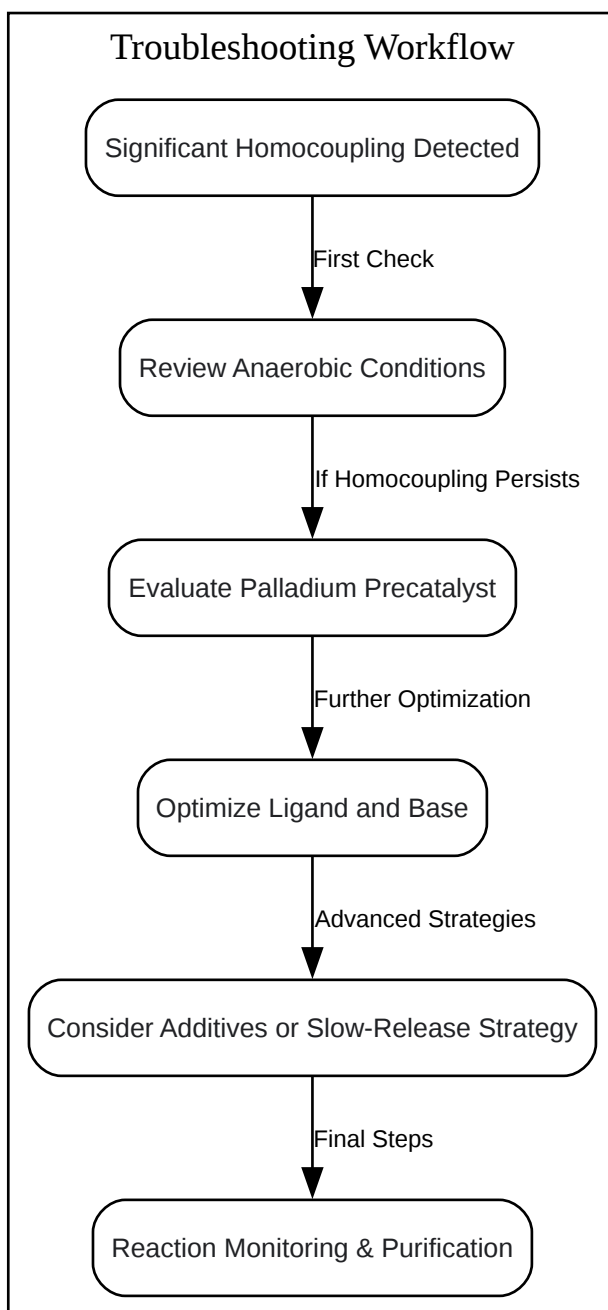 Troubleshooting Workflow
Significant Homocoupling Detected
First Check
Review Anaerobic Conditions
If Homocoupling Persists
Evaluate Palladium Precatalyst
Further Optimization
Optimize Ligand and Base
Advanced Strategies
Consider Additives or Slow-Release Strategy
Final Steps
Reaction Monitoring & Purification